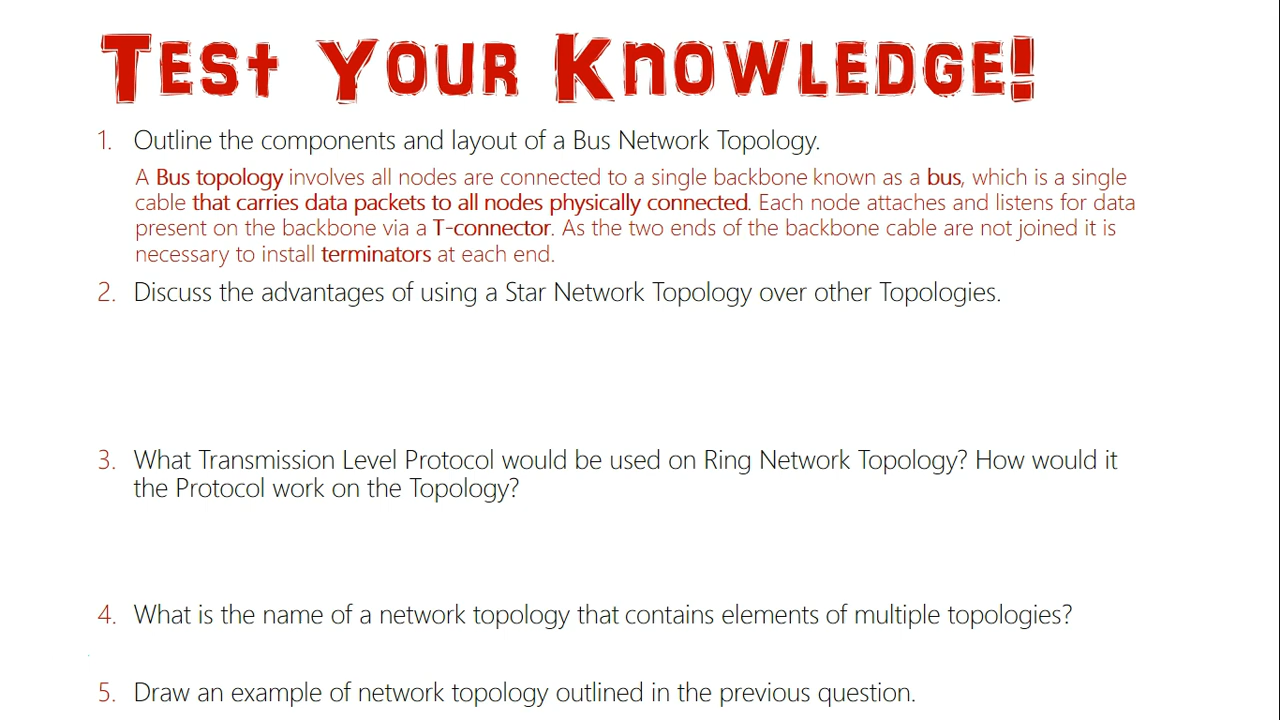 Test Your Knowledge!
1. Outline the components and layout of a Bus Network Topology.
A Bus topology involves all nodes are connected to a single backbone known as a bus, which is a single
cable that carries data packets to all nodes physically connected. Each node attaches and listens for data
present on the backbone via a T-connector. As the two ends of the backbone cable are not joined it is
necessary to install terminators at each end.
2. Discuss the advantages of using a Star Network Topology over other Topologies.
3. What Transmission Level Protocol would be used on Ring Network Topology? How would it
the Protocol work on the Topology?
4. What is the name of a network topology that contains elements of multiple topologies?
5. Draw an example of network topology outlined in the previous question.